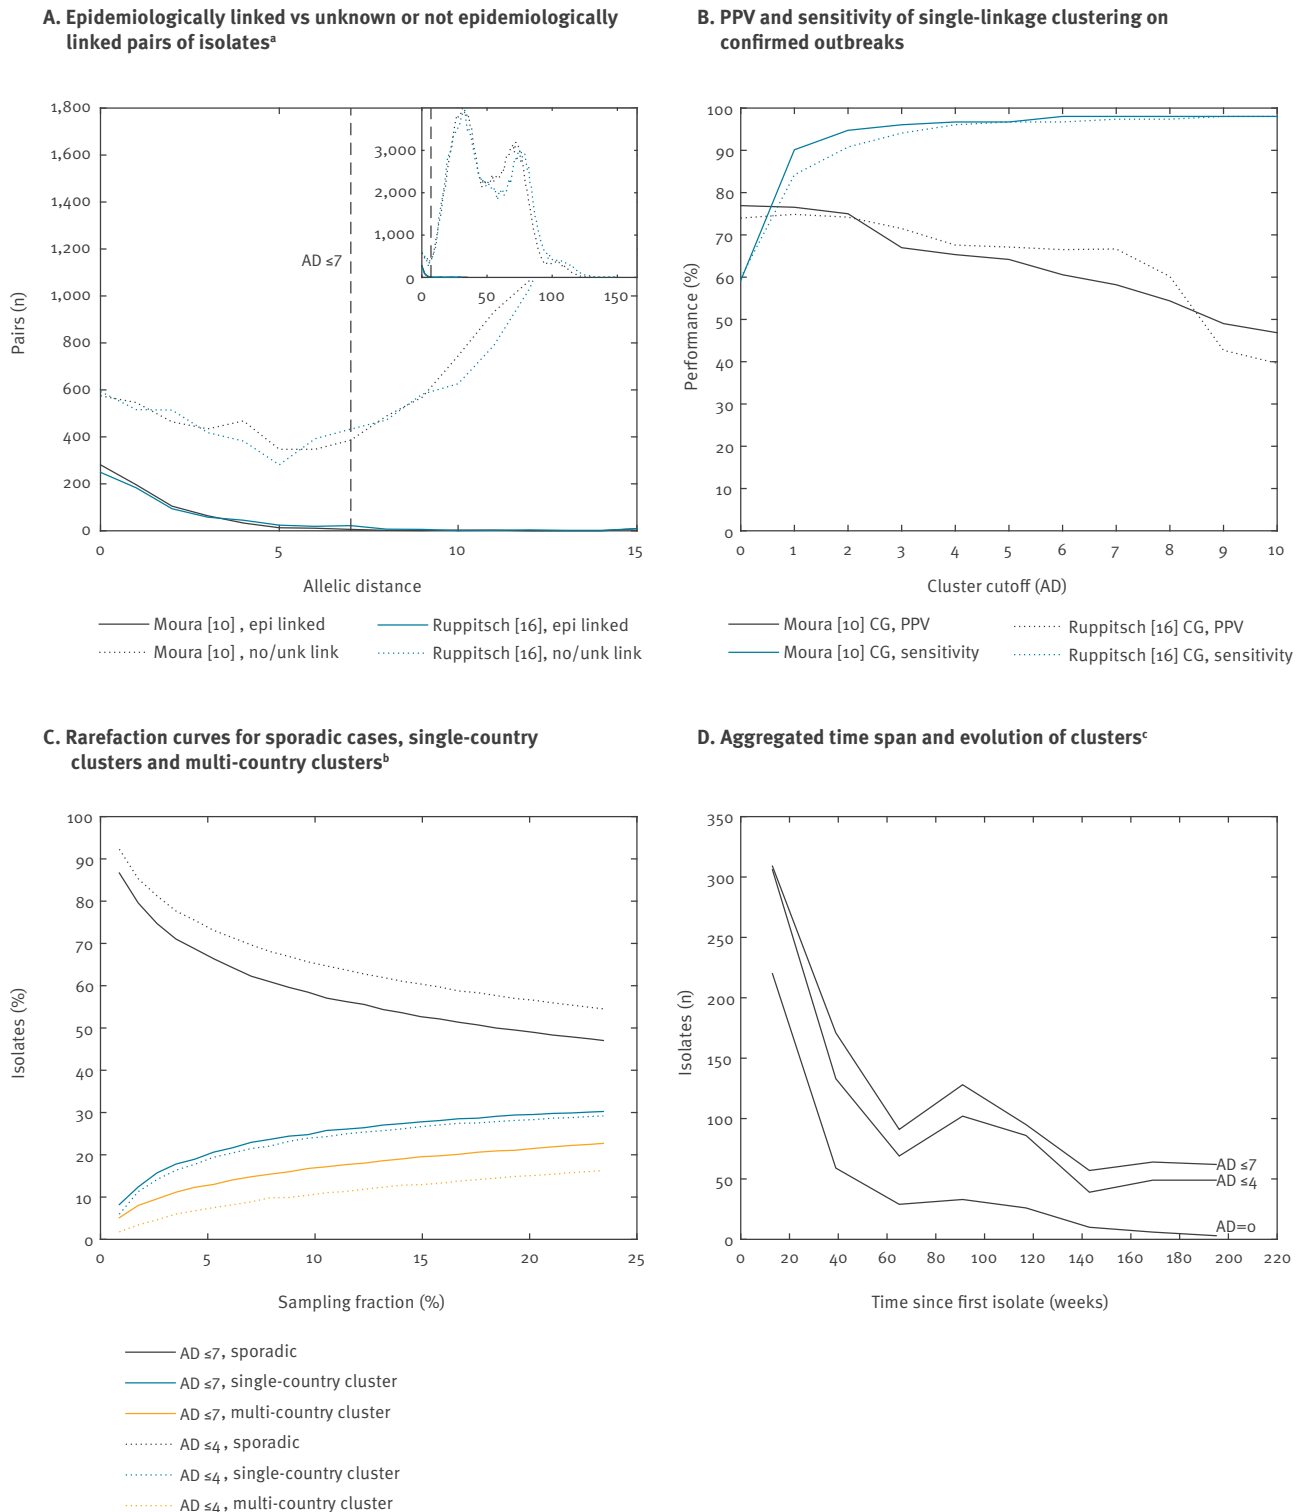 A. Epidemiologically linked vs unknown or not epidemiologically
linked pairs of isolatesᵃ
1,800
1,600
1,400
1,200
1,000
800
600
400
200
0
Pairs (n)
AD ≤7
3,000
2,000
1,000
0
0 50 100 150
0 5 10 15
Allelic distance
Moura [10] , epi linked
Ruppitsch [16], epi linked
Moura [10] , no/unk link
Ruppitsch [16], no/unk link
B. PPV and sensitivity of single-linkage clustering on
confirmed outbreaks
100
90
80
70
60
50
40
30
20
10
0
Performance (%)
0 1 2 3 4 5 6 7 8 9 10
Cluster cutoff (AD)
Moura [10] CG, PPV
Ruppitsch [16] CG, PPV
Moura [10] CG, sensitivity
Ruppitsch [16] CG, sensitivity
C. Rarefaction curves for sporadic cases, single-country
clusters and multi-country clustersᵇ
100
90
80
70
60
50
40
30
20
10
0
Isolates (%)
0 5 10 15 20 25
Sampling fraction (%)
AD ≤7, sporadic
AD ≤7, single-country cluster
AD ≤7, multi-country cluster
AD ≤4, sporadic
AD ≤4, single-country cluster
AD ≤4, multi-country cluster
D. Aggregated time span and evolution of clustersᶜ
350
300
250
200
150
100
50
0
Isolates (n)
AD ≤7
AD ≤4
AD=0
0 20 40 60 80 100 120 140 160 180 200 220
Time since first isolate (weeks)